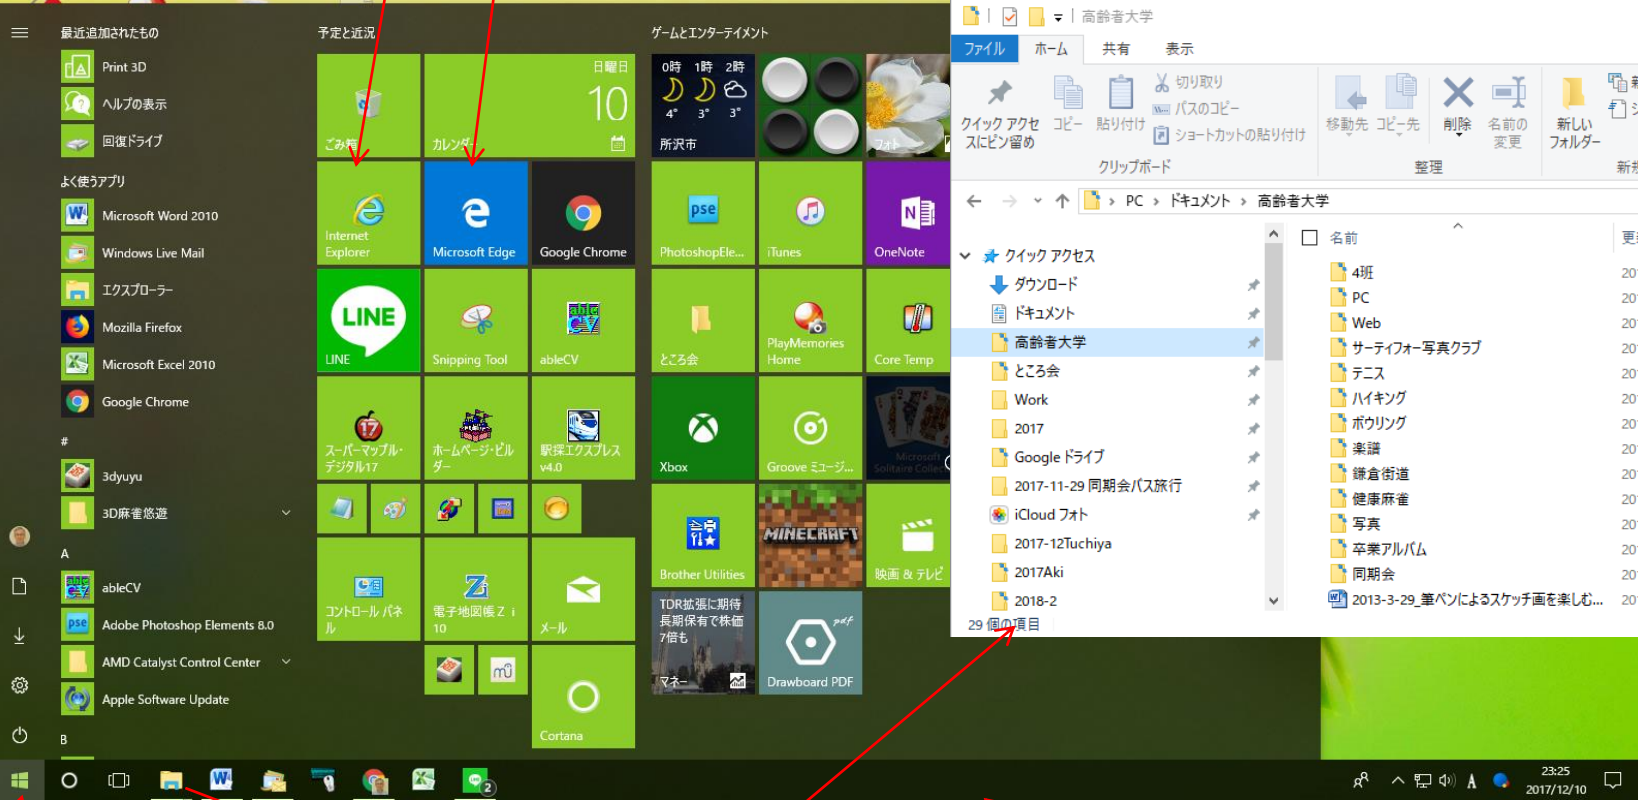 最近追加されたもの
Print 3D
ヘルプの表示
回復ドライブ
よく使うアプリ
Microsoft Word 2010
Windows Live Mail
エクスプローラー
Mozilla Firefox
Microsoft Excel 2010
Google Chrome
#
3dyuyu
3D麻雀悠遊
A
ableCV
Adobe Photoshop Elements 8.0
AMD Catalyst Control Center
Apple Software Update
B
予定と近況
ごみ箱
日曜日
10
カレンダー
Internet
Explorer
Microsoft Edge
Google Chrome
LINE
LINE
Snipping Tool
ableCV
スーパーマップル・
デジタル17
ホームページ・ビル
ダー
駅探エクスプレス
v4.0
コントロール パネ
ル
電子地図帳Z i
10
メール
Cortana
ゲームとエンターテイメント
0時 1時 2時
4° 3° 3°
所沢市
フォト
pse
PhotoshopEle...
iTunes
OneNote
ところ会
PlayMemories
Home
Core Temp
Xbox
Groove ミュージ...
Microsoft
Solitaire Collec
Brother Utilities
MINECRAFT
映画 & テレビ
TDR拡張に期待
長期保有で株価
7倍も
マネー
pdf
Drawboard PDF
高齢者大学
ファイル ホーム 共有 表示
クイック アクセ
スにピン留め
コピー
貼り付け
切り取り
パスのコピー
ショートカットの貼り付け
クリップボード
移動先
コピー先
削除
名前の
変更
整理
新しい
フォルダー
新規
PC › ドキュメント › 高齢者大学
クイック アクセス
ダウンロード
ドキュメント
高齢者大学
ところ会
Work
2017
Google ドライブ
2017-11-29 同期会バス旅行
iCloud フォト
2017-12Tuchiya
2017Aki
2018-2
29 個の項目
名前
4班
PC
Web
サーティフォー写真クラブ
テニス
ハイキング
ボウリング
楽譜
鎌倉街道
健康麻雀
写真
卒業アルバム
同期会
2013-3-29_筆ペンによるスケッチ画を楽しむ...
2
A
23:25
2017/12/10